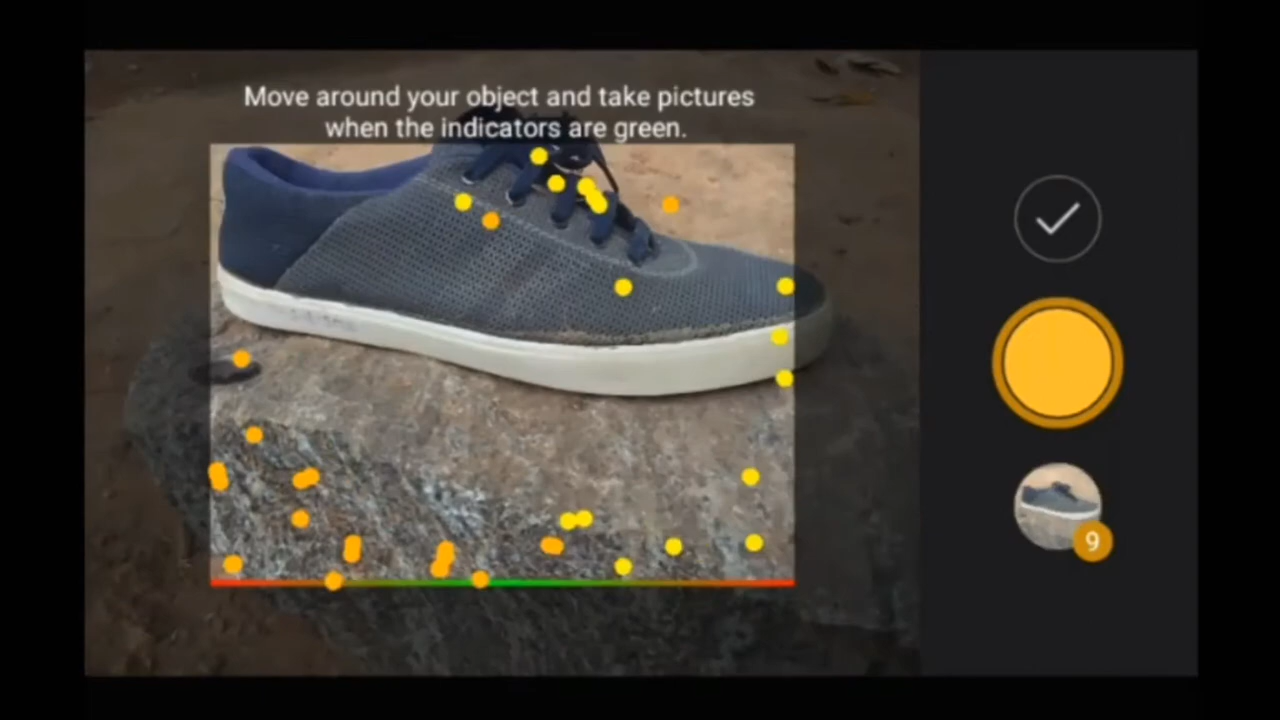 Move around your object and take pictures
when the indicators are green.
9